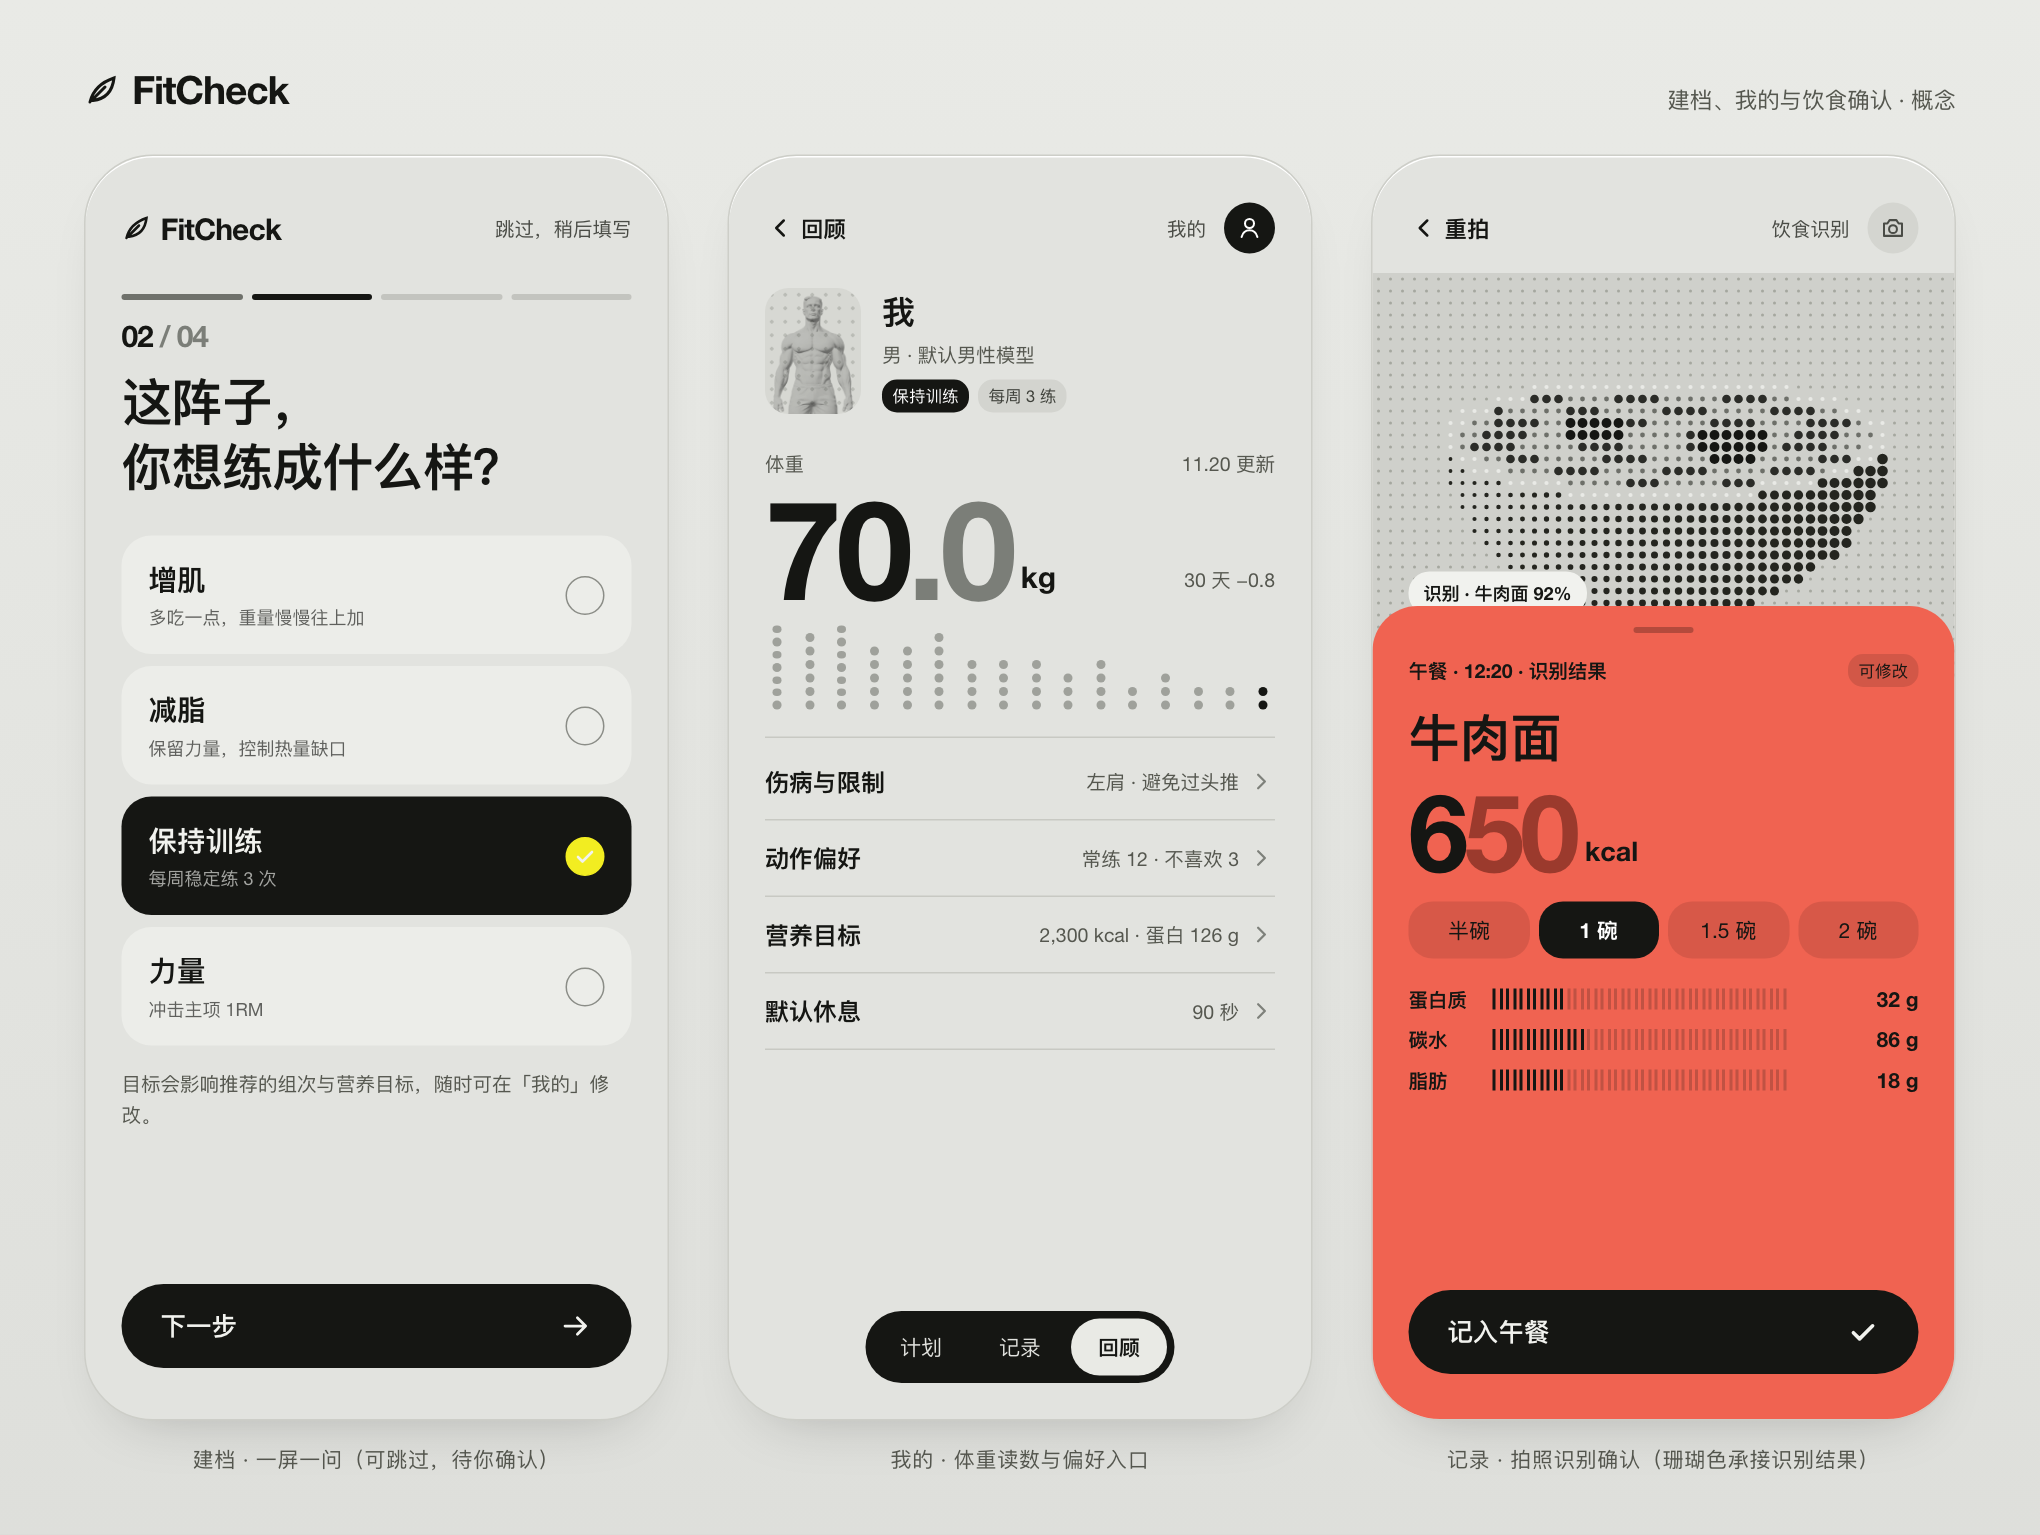 FitCheck
建档、我的与饮食确认 · 概念
FitCheck
跳过，稍后填写
02 / 04
这阵子，
你想练成什么样？
增肌
多吃一点，重量慢慢往上加
减脂
保留力量，控制热量缺口
保持训练
每周稳定练 3 次
力量
冲击主项 1RM
目标会影响推荐的组次与营养目标，随时可在「我的」修
改。
下一步
建档 · 一屏一问（可跳过，待你确认）
回顾
我的
我
男 · 默认男性模型
保持训练
每周 3 练
体重
11.20 更新
70.0 kg
30 天 −0.8
伤病与限制
左肩 · 避免过头推
动作偏好
常练 12 · 不喜欢 3
营养目标
2,300 kcal · 蛋白 126 g
默认休息
90 秒
计划
记录
回顾
我的 · 体重读数与偏好入口
重拍
饮食识别
识别 · 牛肉面 92%
午餐 · 12:20 · 识别结果
可修改
牛肉面
650 kcal
半碗
1 碗
1.5 碗
2 碗
蛋白质
32 g
碳水
86 g
脂肪
18 g
记入午餐
记录 · 拍照识别确认（珊瑚色承接识别结果）